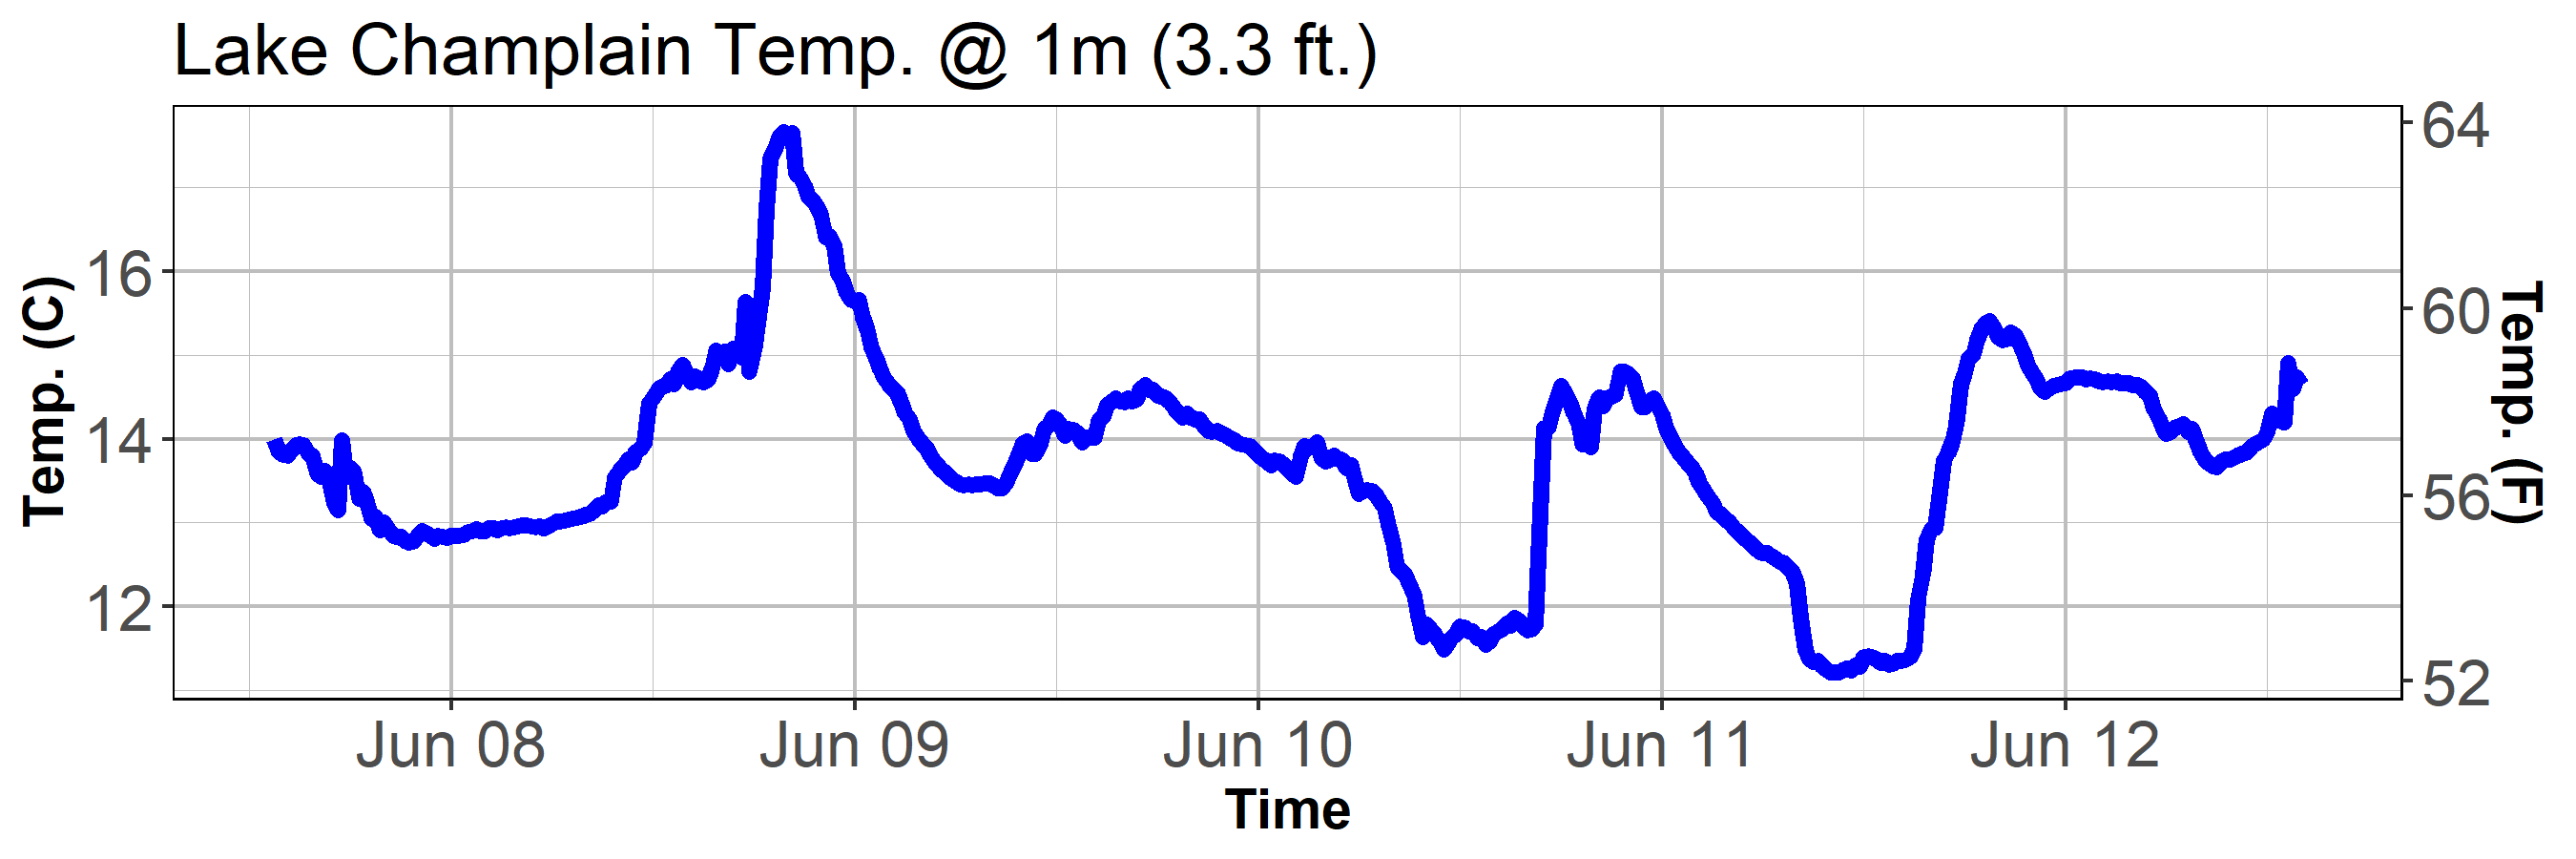 Lake Champlain Temp. @ 1m (3.3 ft.)
Temp. (C)
16
14
12
64
60
56
52
Temp. (F)
Jun 08 Jun 09 Jun 10 Jun 11 Jun 12
Time